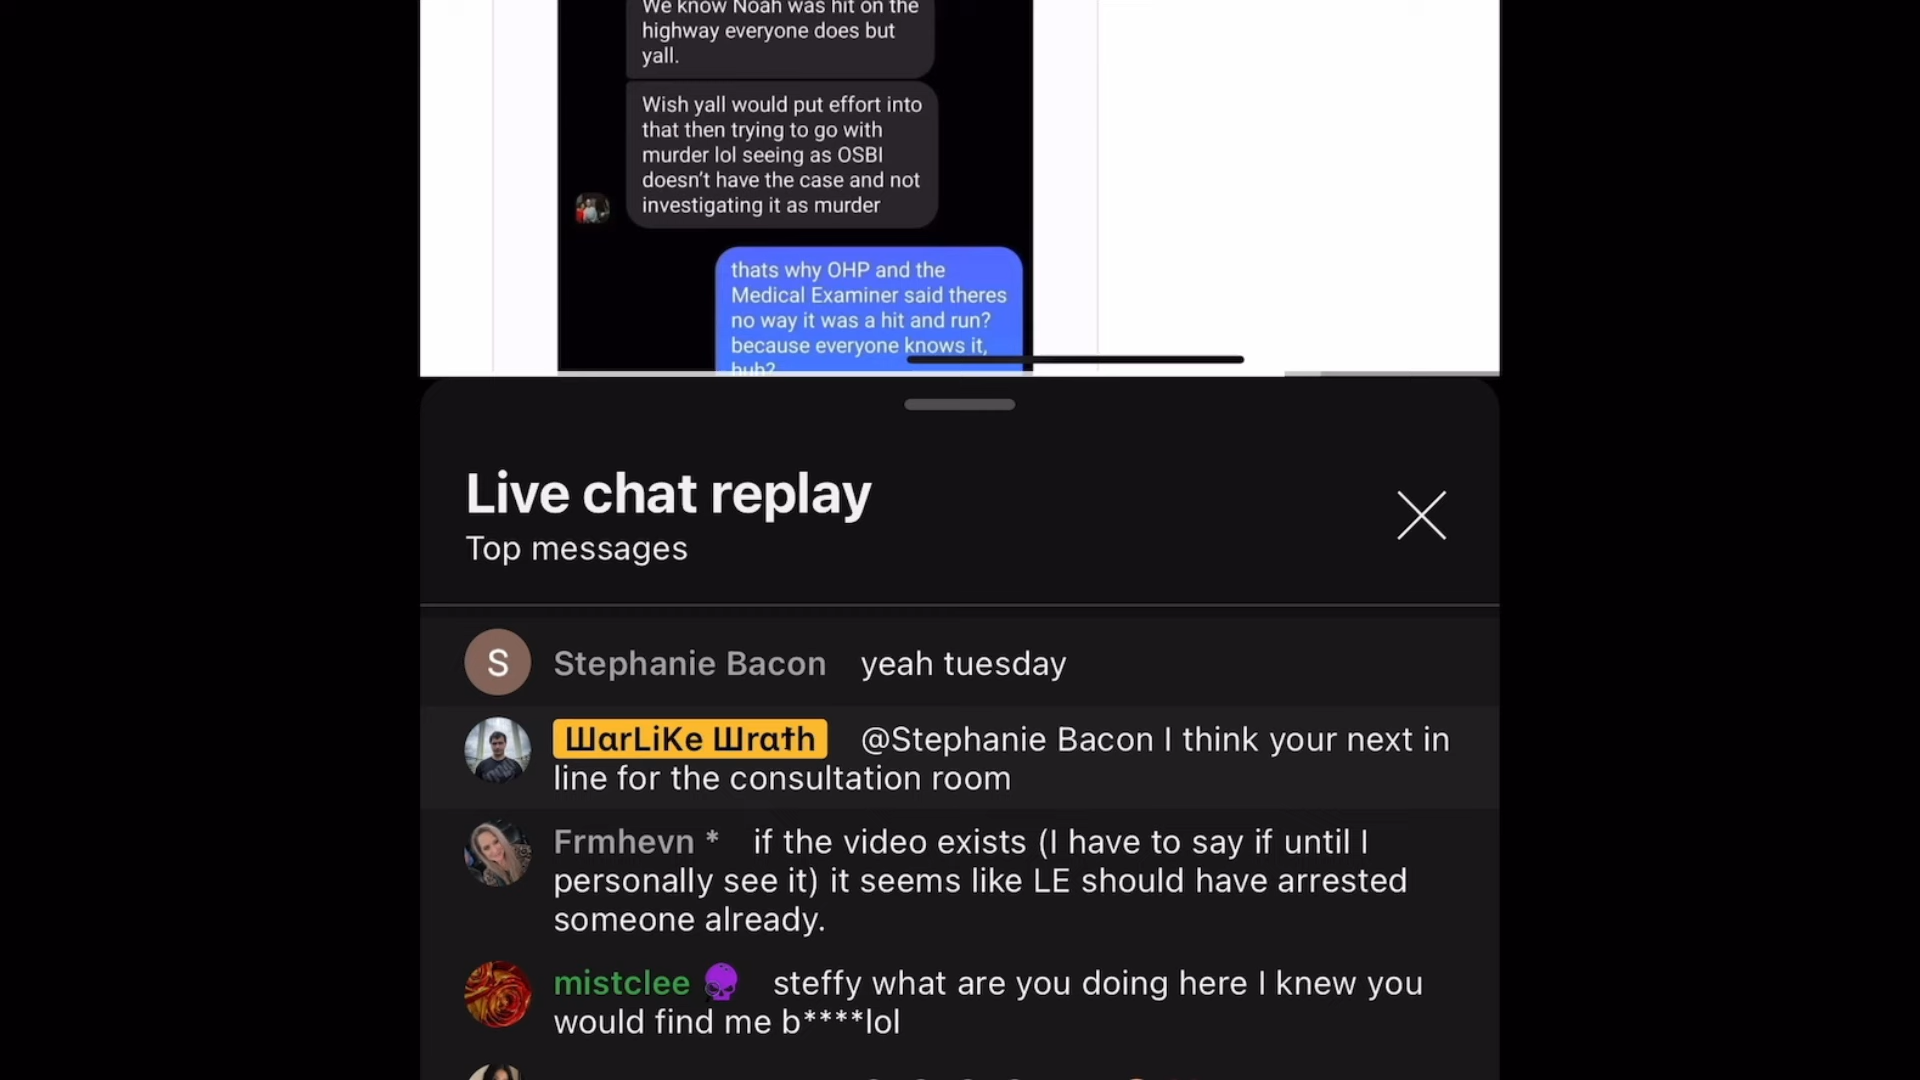 We know Noah was hit on the
highway everyone does but
yall.
Wish yall would put effort into
that then trying to go with
murder lol seeing as OSBI
doesn't have the case and not
investigating it as murder
thats why OHP and the
Medical Examiner said theres
no way it was a hit and run?
because everyone knows it,
huh?
Live chat replay
Top messages
S Stephanie Bacon yeah tuesday
ШarLiKe Шrath @Stephanie Bacon I think your next in
line for the consultation room
Frmhevn * if the video exists (I have to say if until I
personally see it) it seems like LE should have arrested
someone already.
mistclee steffy what are you doing here I knew you
would find me b****lol